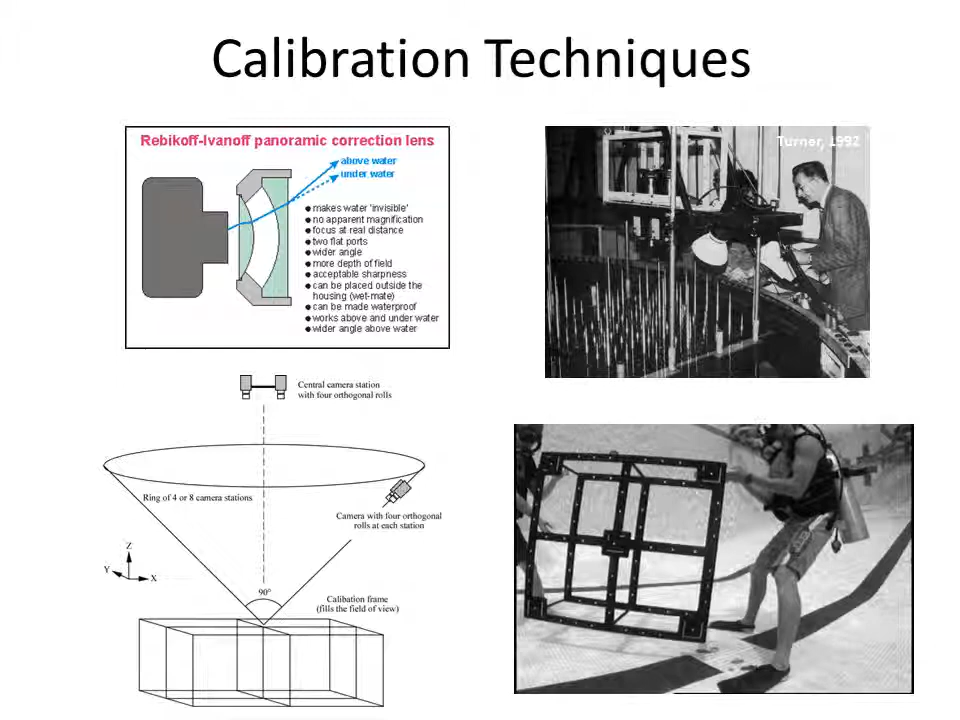 Calibration Techniques
Rebikoff-Ivanoff panoramic correction lens
above water
under water
● makes water 'invisible'
● no apparent magnification
● focus at real distance
● two flat ports
● wider angle
● more depth of field
● acceptable sharpness
● can be placed outside the
housing (wet-mate)
● can be made waterproof
● works above and under water
● wider angle above water
Turner, 1992
Central camera station
with four orthogonal rolls
Ring of 4 or 8 camera stations
Camera with four orthogonal
rolls at each station
Z
Y
X
90°
Calibation frame
(fills the field of view)